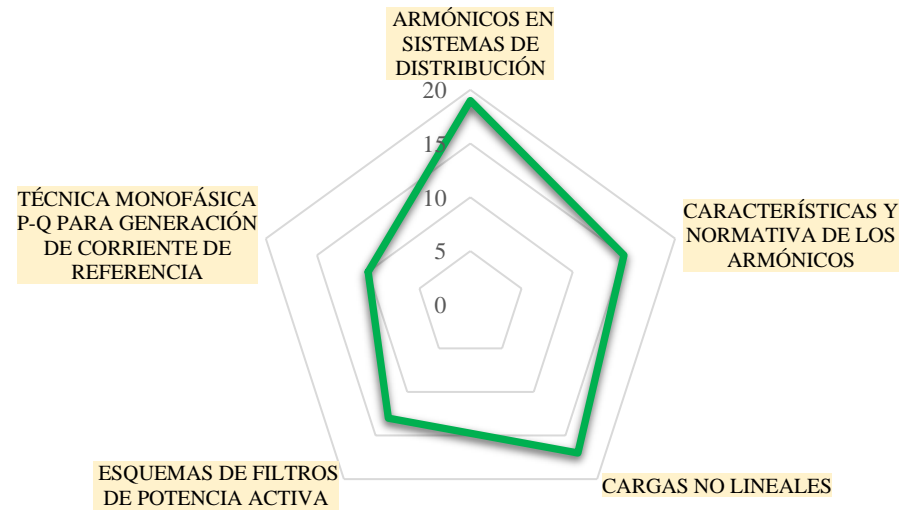 ARMÓNICOS EN
SISTEMAS DE
DISTRIBUCIÓN
20
15
10
5
0
CARACTERÍSTICAS Y
NORMATIVA DE LOS
ARMÓNICOS
CARGAS NO LINEALES
ESQUEMAS DE FILTROS
DE POTENCIA ACTIVA
TÉCNICA MONOFÁSICA
P-Q PARA GENERACIÓN
DE CORRIENTE DE
REFERENCIA